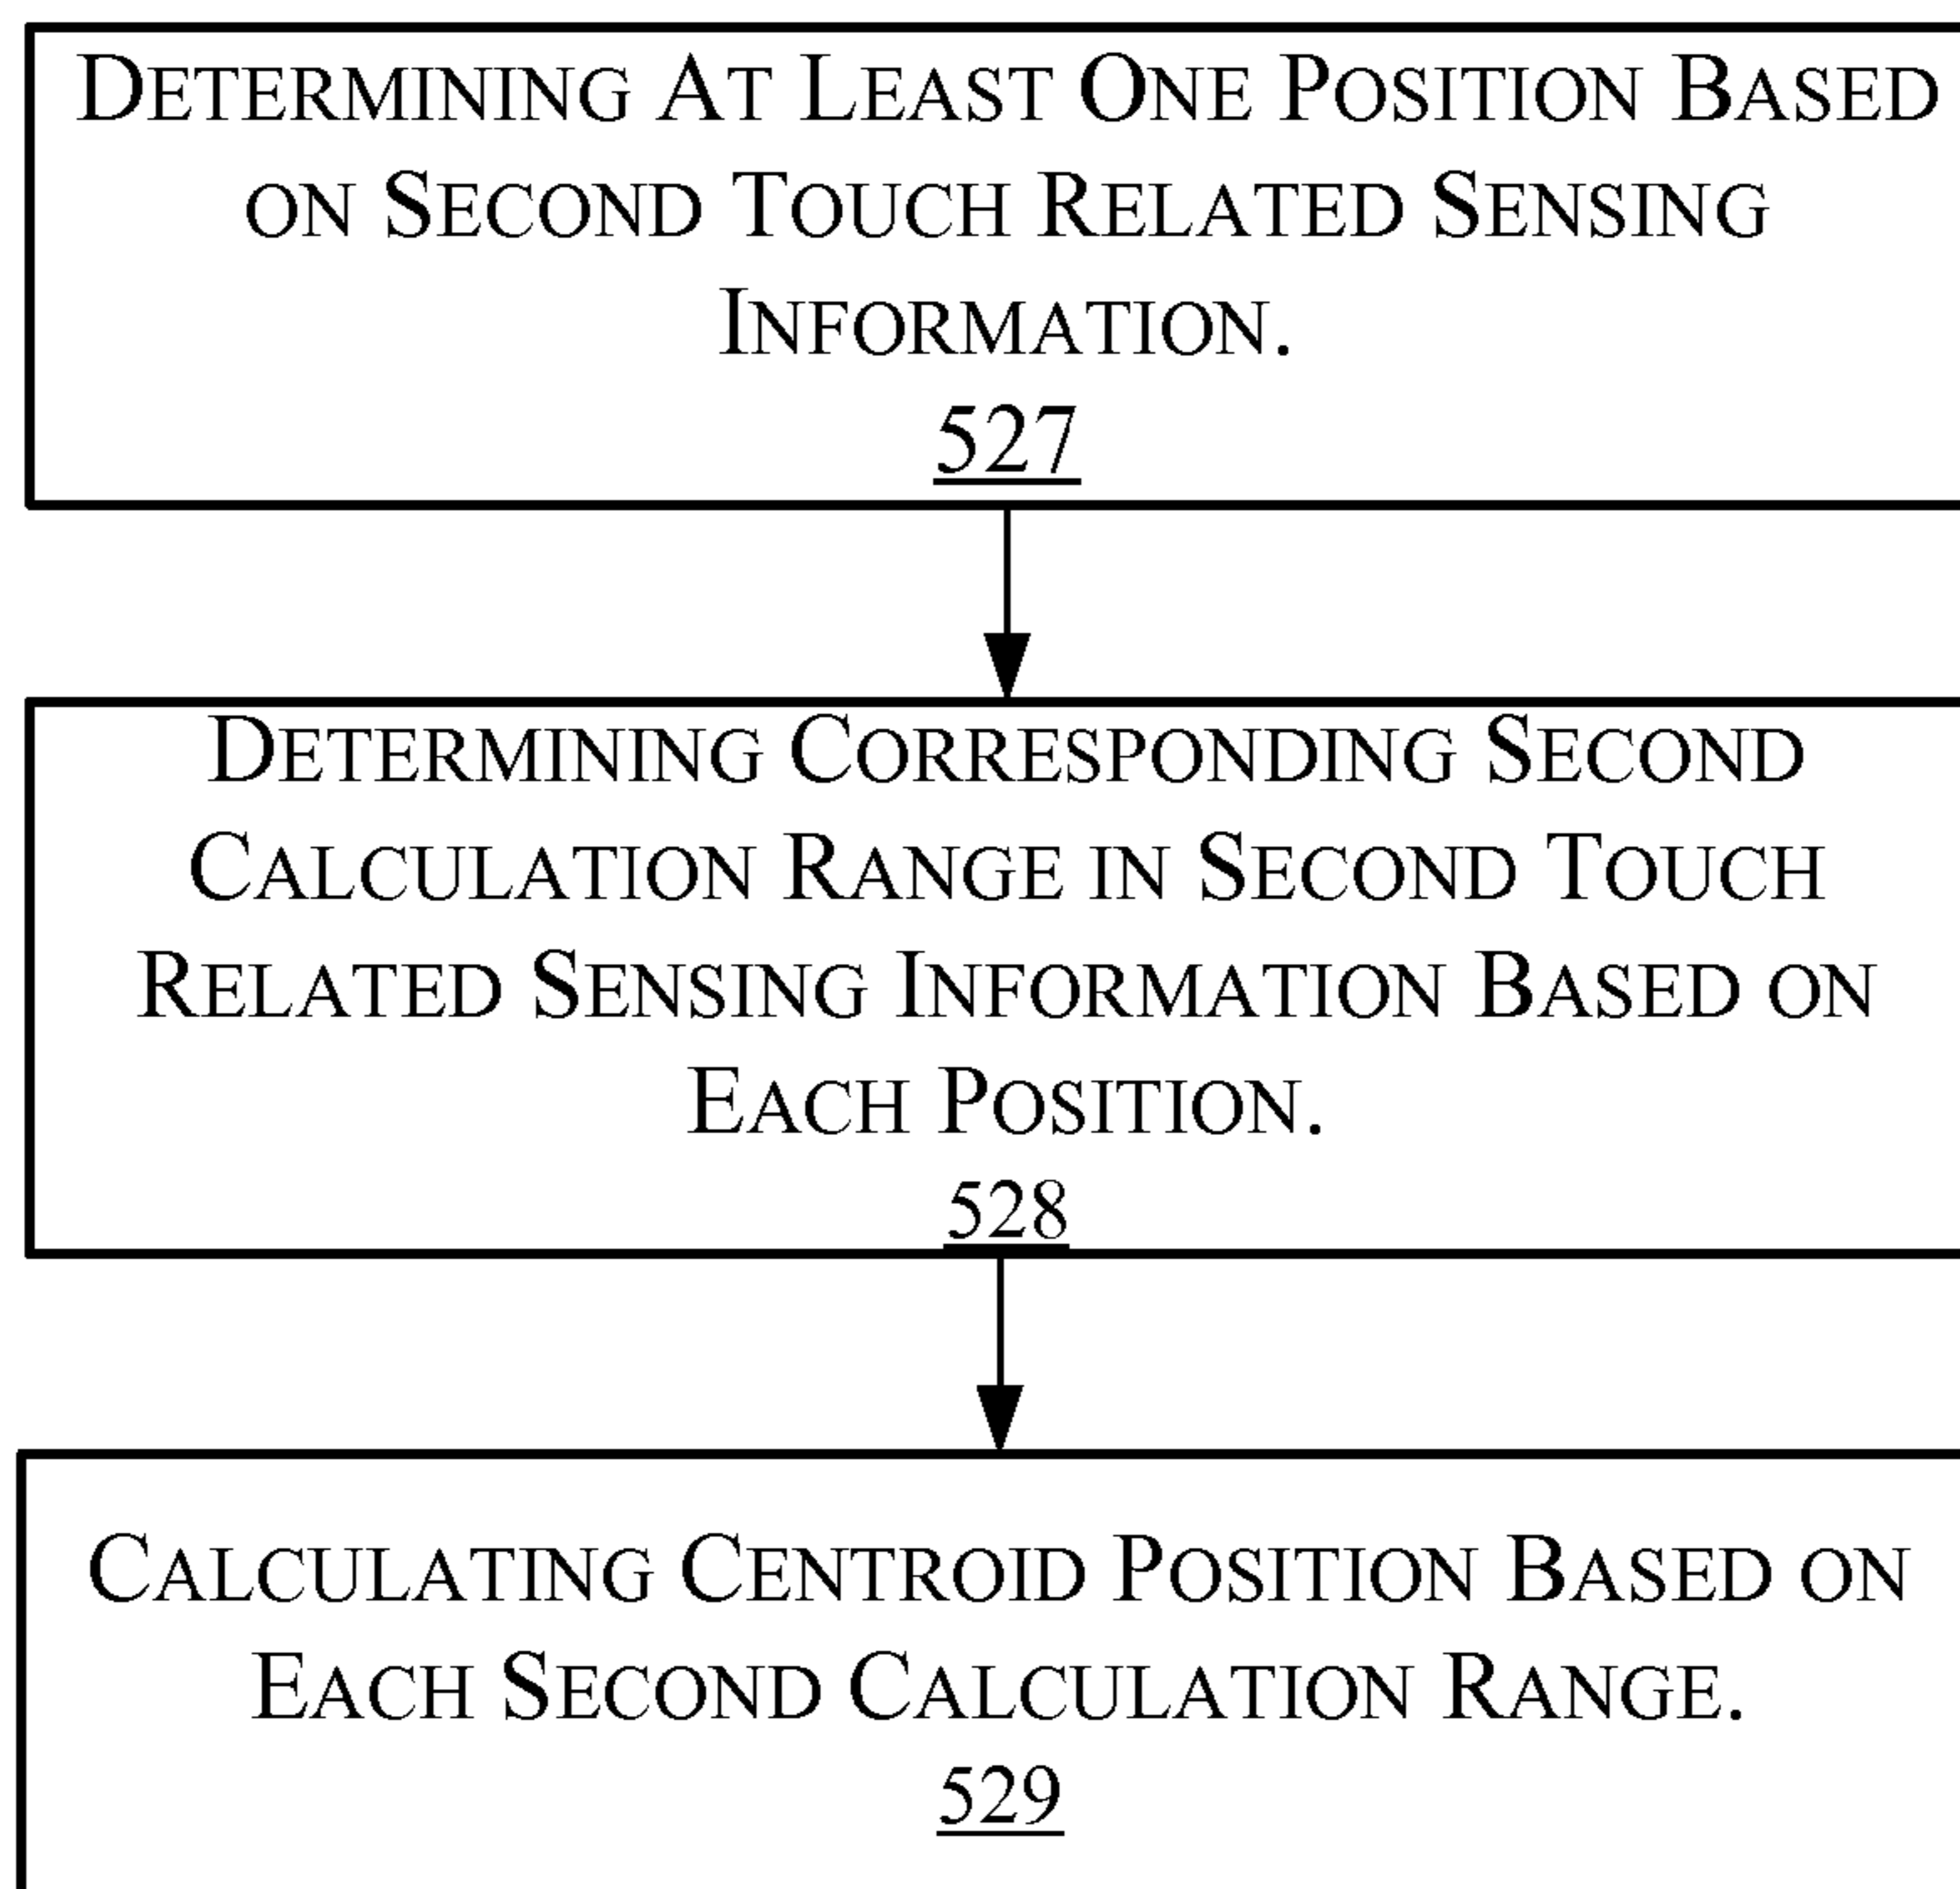 DETERMINING AT LEAST ONE POSITION BASED
ON SECOND TOUCH RELATED SENSING
INFORMATION.
527
DETERMINING CORRESPONDING SECOND
CALCULATION RANGE IN SECOND TOUCH
RELATED SENSING INFORMATION BASED ON
EACH POSITION.
528
CALCULATING CENTROID POSITION BASED ON
EACH SECOND CALCULATION RANGE.
529